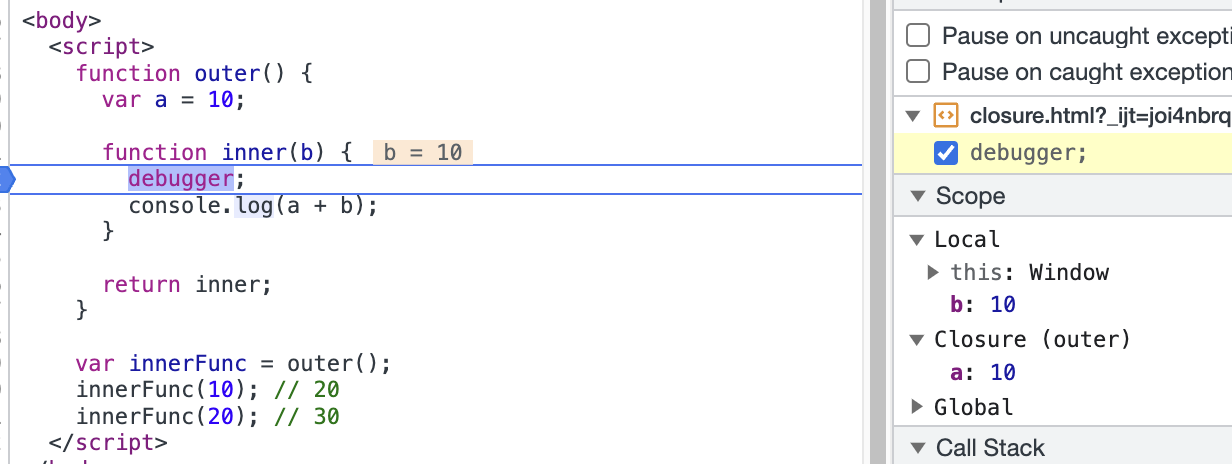 <body>
<script>
function outer() {
var a = 10;
function inner(b) { b = 10
debugger;
console.log(a + b);
}
return inner;
}
var innerFunc = outer();
innerFunc(10); // 20
innerFunc(20); // 30
</script>
Pause on uncaught excepti
Pause on caught exception
closure.html?_ijt=joi4nbrq
debugger;
Scope
Local
this: Window
b: 10
Closure (outer)
a: 10
Global
Call Stack